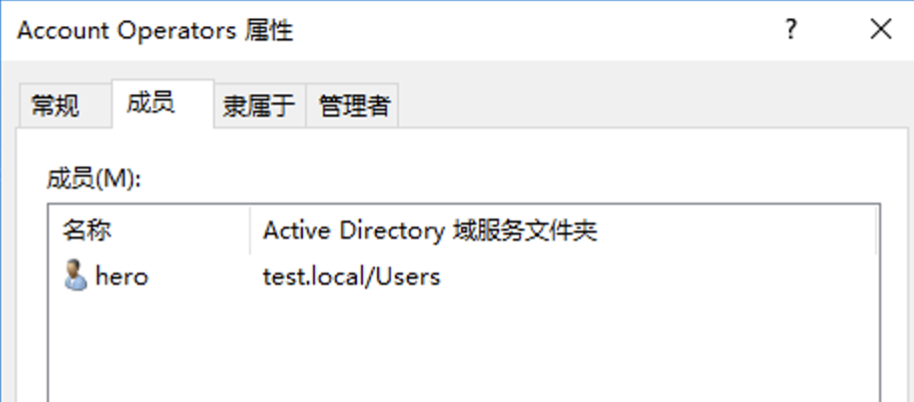 Account Operators 属性
?
常规 成员 隶属于 管理者
成员(M):
名称 Active Directory 域服务文件夹
hero test.local/Users